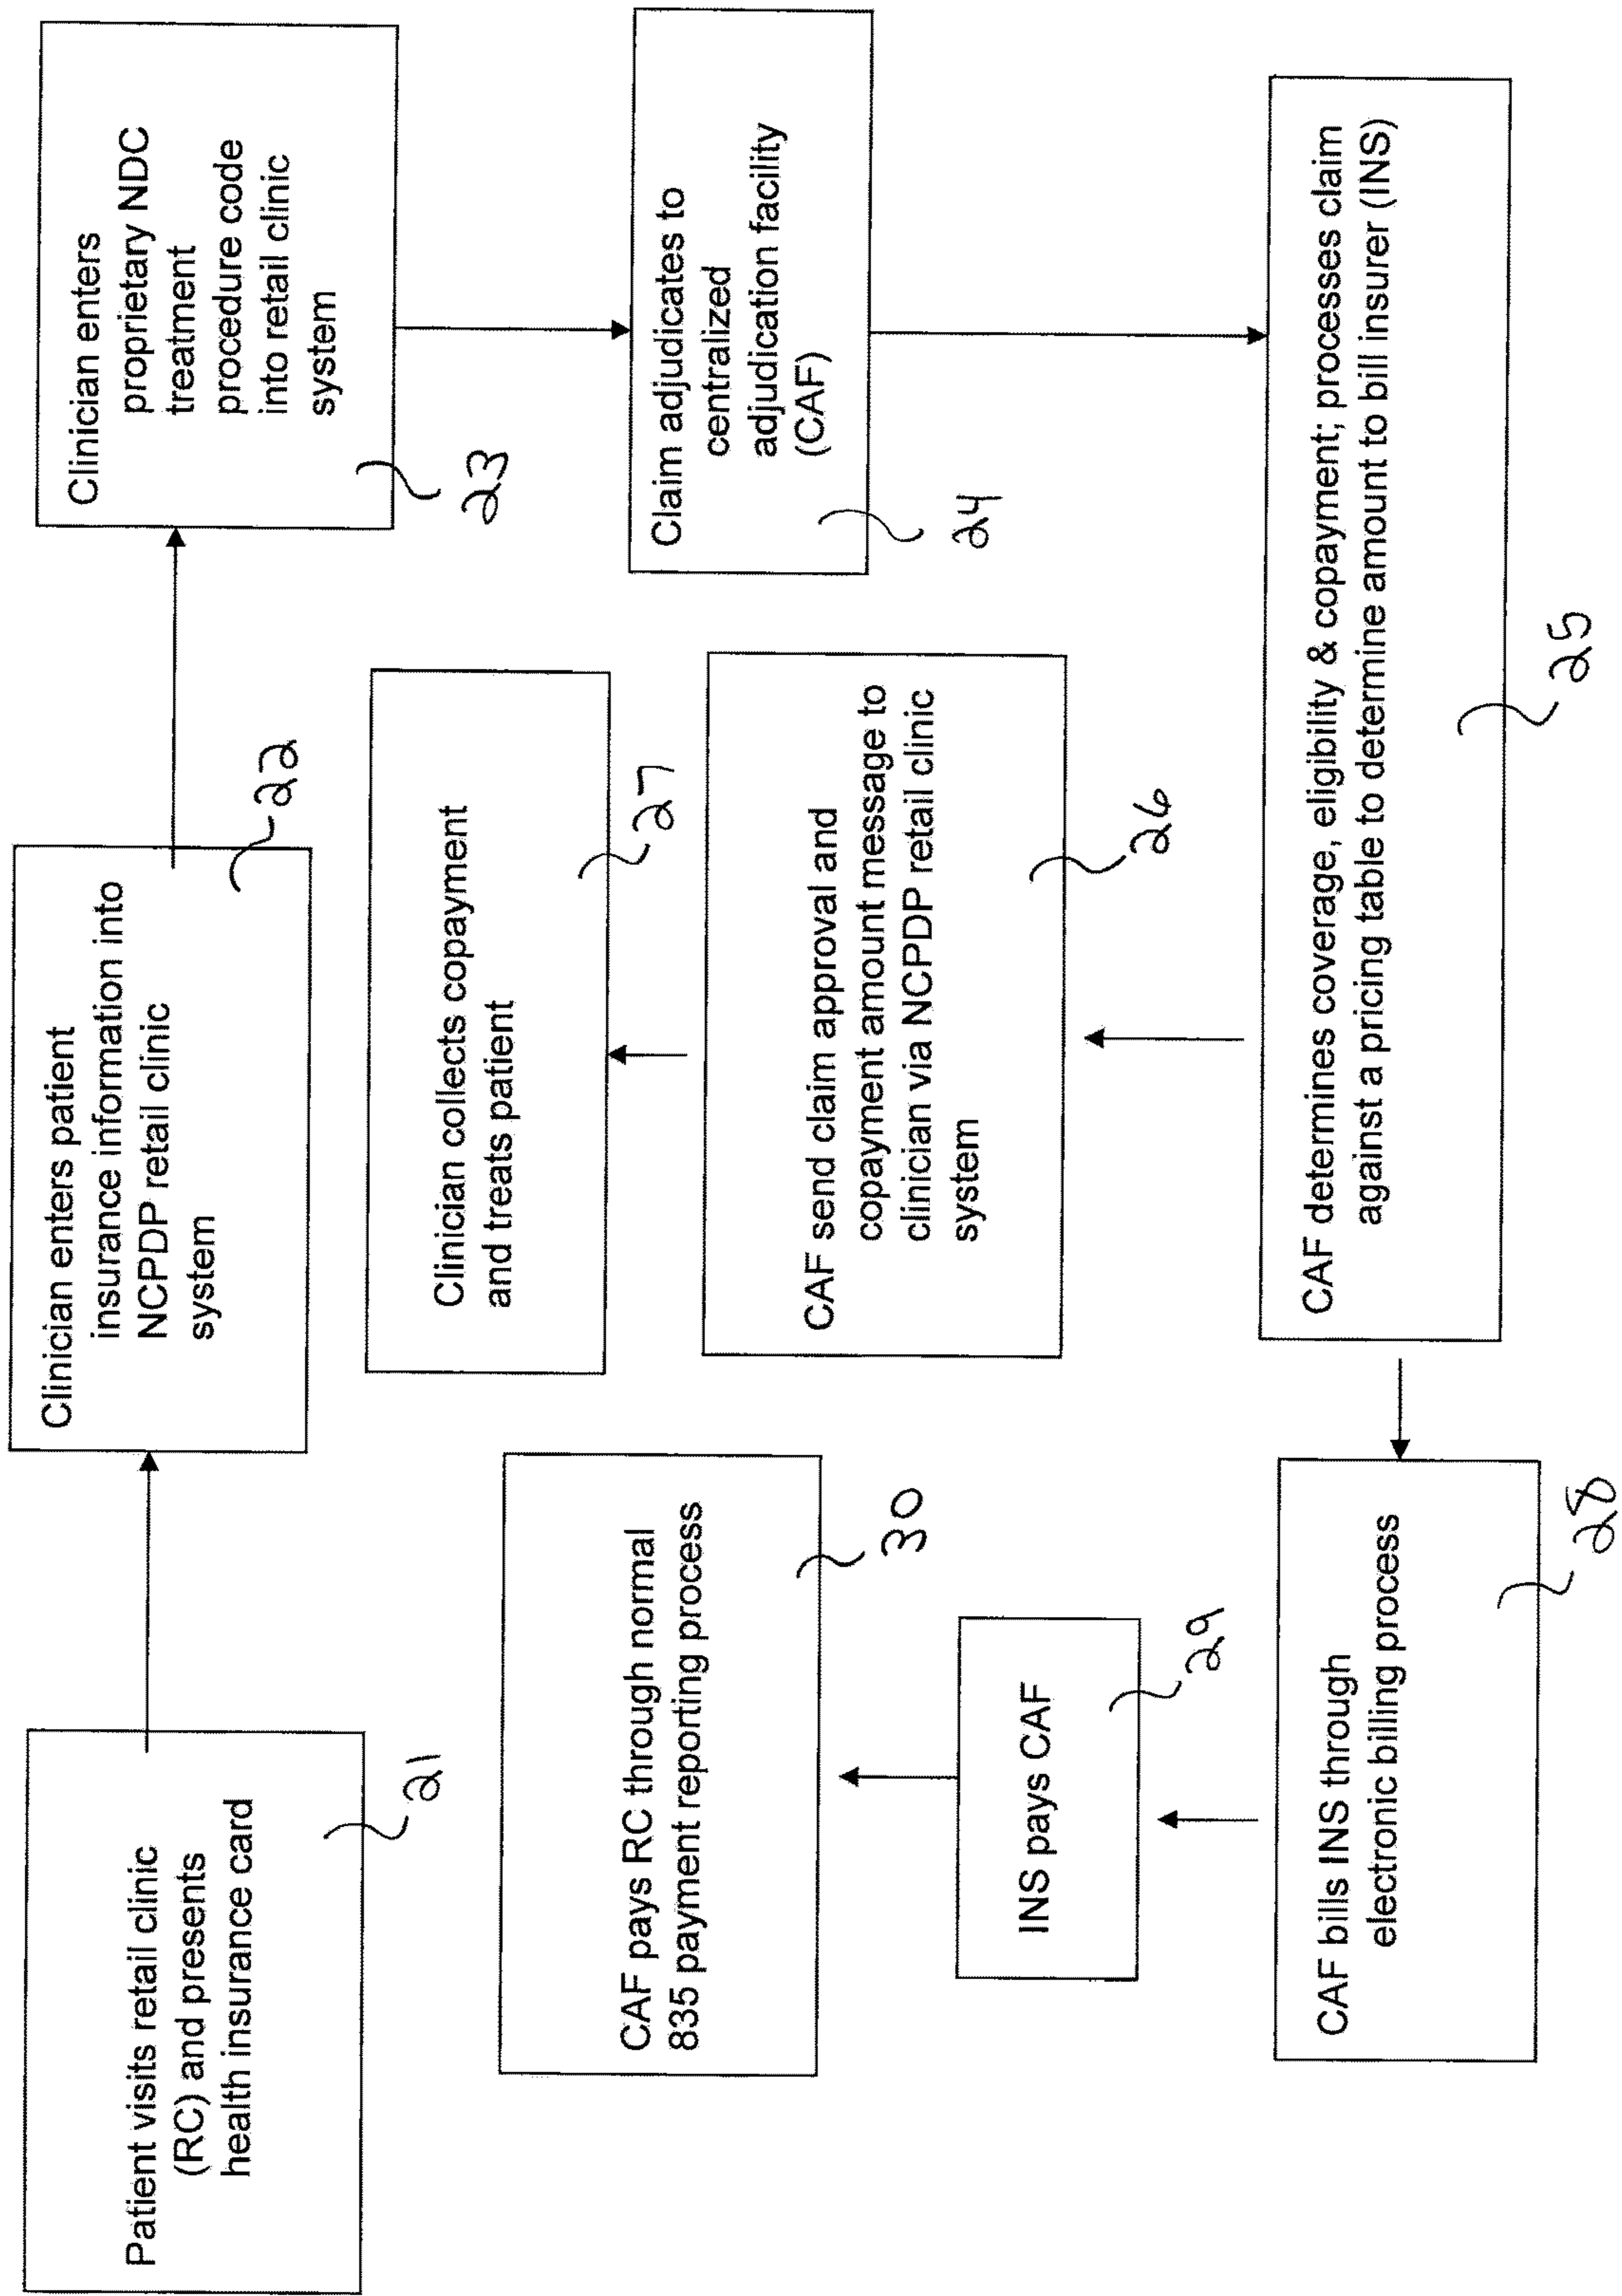 Patient visits retail clinic
(RC) and presents
health insurance card
21
Clinician enters patient
insurance information into
NCPDP retail clinic
system
22
Clinician enters
proprietary NDC
treatment
procedure code
into retail clinic
system
23
Claim adjudicates to
centralized
adjudication facility
(CAF)
24
CAF determines coverage, eligibility & copayment; processes claim
against a pricing table to determine amount to bill insurer (INS)
25
CAF send claim approval and
copayment amount message to
clinician via NCPDP retail clinic
system
26
Clinician collects copayment
and treats patient
27
CAF bills INS through
electronic billing process
28
INS pays CAF
29
CAF pays RC through normal
835 payment reporting process
30